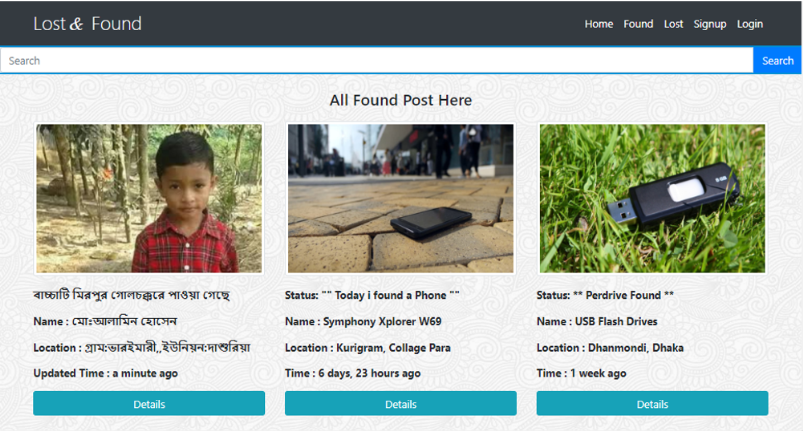 Lost & Found
Home Found Lost Signup Login
Search Search
All Found Post Here
বাচ্চাটি মিরপুর গোলচক্করে পাওয়া গেছে
Name : মোঃআলামিন হোসেন
Location : গ্রাম:ভারইমারী,,ইউনিয়ন:দাশুরিয়া
Updated Time : a minute ago
Details
Status: "" Today i found a Phone ""
Name : Symphony Xplorer W69
Location : Kurigram, Collage Para
Time : 6 days, 23 hours ago
Details
Status: ** Perdrive Found **
Name : USB Flash Drives
Location : Dhanmondi, Dhaka
Time : 1 week ago
Details